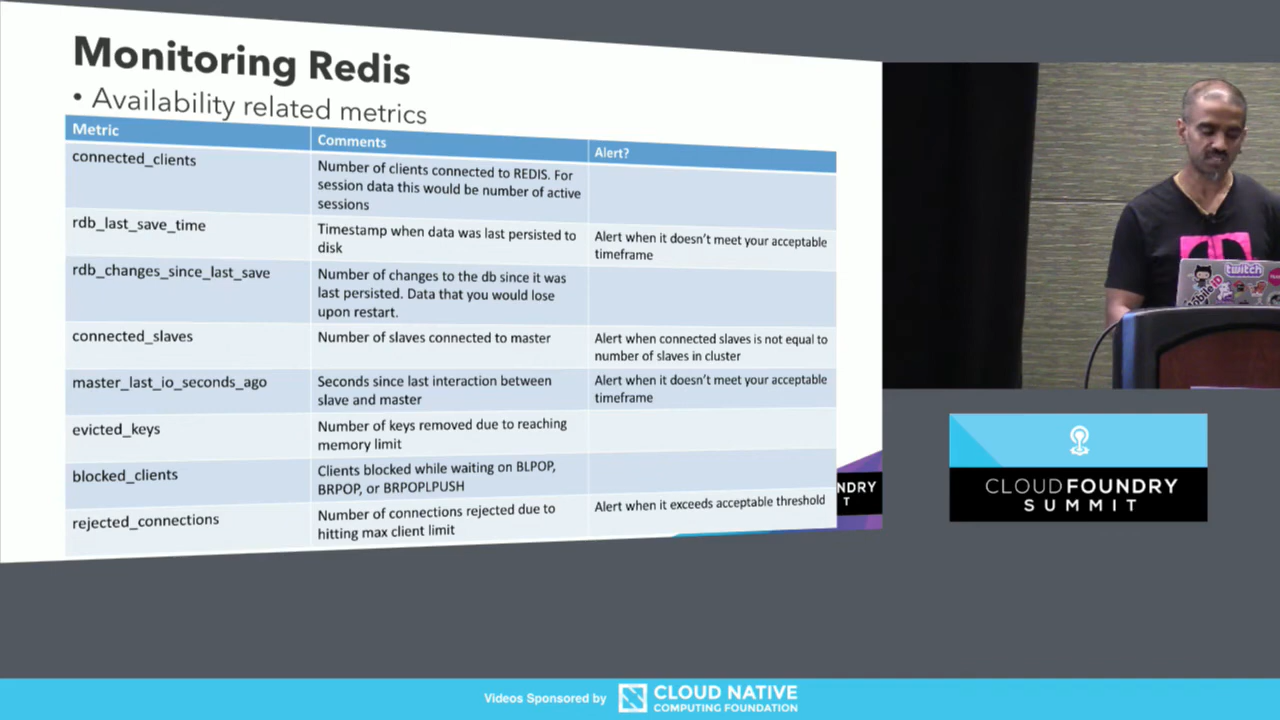 Monitoring Redis
• Availability related metrics
Metric
Comments
Alert?
connected_clients
Number of clients connected to REDIS. For
session data this would be number of active
sessions
rdb_last_save_time
Timestamp when data was last persisted to
disk
Alert when it doesn't meet your acceptable
timeframe
rdb_changes_since_last_save
Number of changes to the db since it was
last persisted. Data that you would lose
upon restart.
connected_slaves
Number of slaves connected to master
Alert when connected slaves is not equal to
number of slaves in cluster
master_last_io_seconds_ago
Seconds since last interaction between
slave and master
Alert when it doesn't meet your acceptable
timeframe
evicted_keys
Number of keys removed due to reaching
memory limit
blocked_clients
Clients blocked while waiting on BLPOP,
BRPOP, or BRPOPLPUSH
rejected_connections
Number of connections rejected due to
hitting max client limit
Alert when it exceeds acceptable threshold
NDRY
T
twitch
CLOUDFOUNDRY
SUMMIT
Videos Sponsored by
CLOUD NATIVE
COMPUTING FOUNDATION